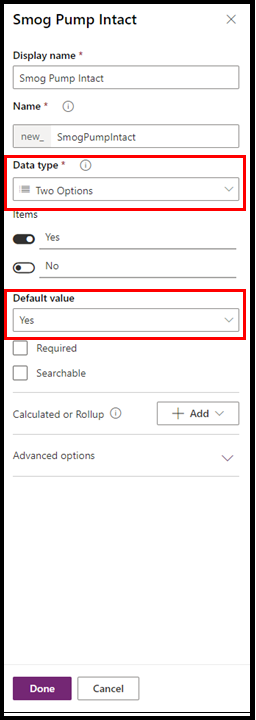 Smog Pump Intact
Display name *
Smog Pump Intact
Name *
new_ SmogPumpIntact
Data type *
Two Options
Items
Yes
No
Default value
Yes
Required
Searchable
Calculated or Rollup + Add
Advanced options
Done Cancel